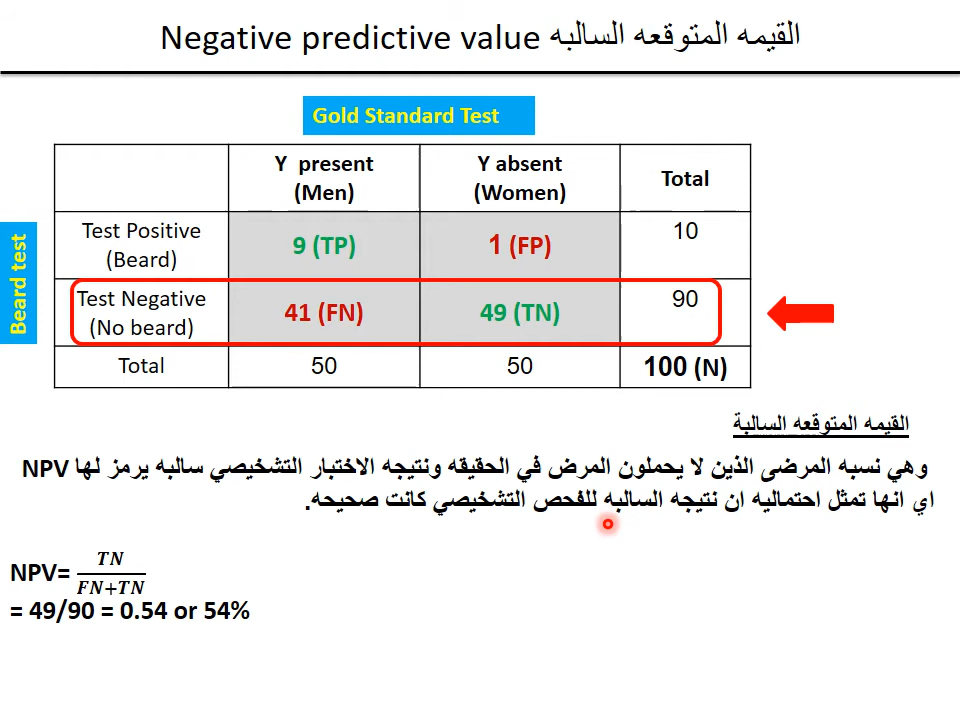 Negative predictive value القيمه المتوقعه السالبه
Gold Standard Test
Y present (Men) Y absent (Women) Total
Beard test
Test Positive (Beard) 9 (TP) 1 (FP) 10
Test Negative (No beard) 41 (FN) 49 (TN) 90
Total 50 50 100 (N)
القيمه المتوقعه السالبة
وهي نسبه المرضى الذين لا يحملون المرض في الحقيقه ونتيجه الاختبار التشخيصي سالبه يرمز لها NPV
اي انها تمثل احتماليه ان نتيجه السالبه للفحص التشخيصي كانت صحيحه.
NPV= TN / FN+TN
= 49/90 = 0.54 or 54%